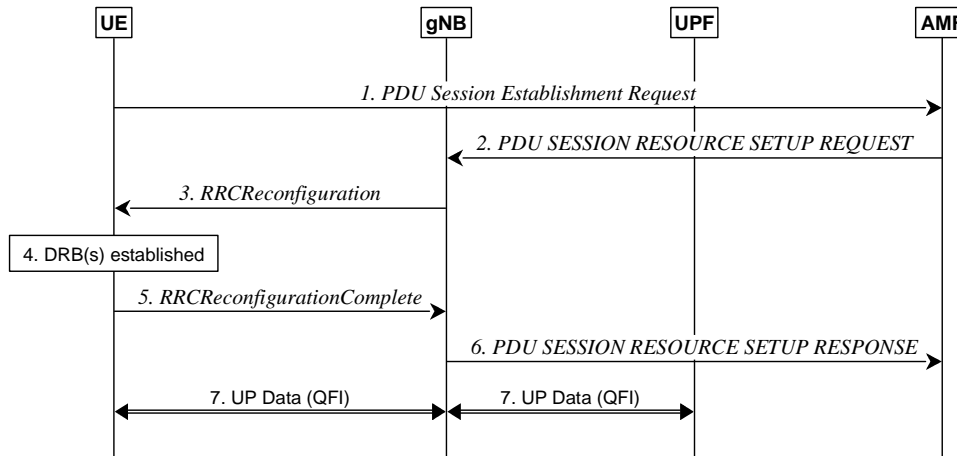 UE gNB UPF AMF
1. PDU Session Establishment Request
2. PDU SESSION RESOURCE SETUP REQUEST
3. RRCReconfiguration
4. DRB(s) established
5. RRCReconfigurationComplete
6. PDU SESSION RESOURCE SETUP RESPONSE
7. UP Data (QFI) 7. UP Data (QFI)